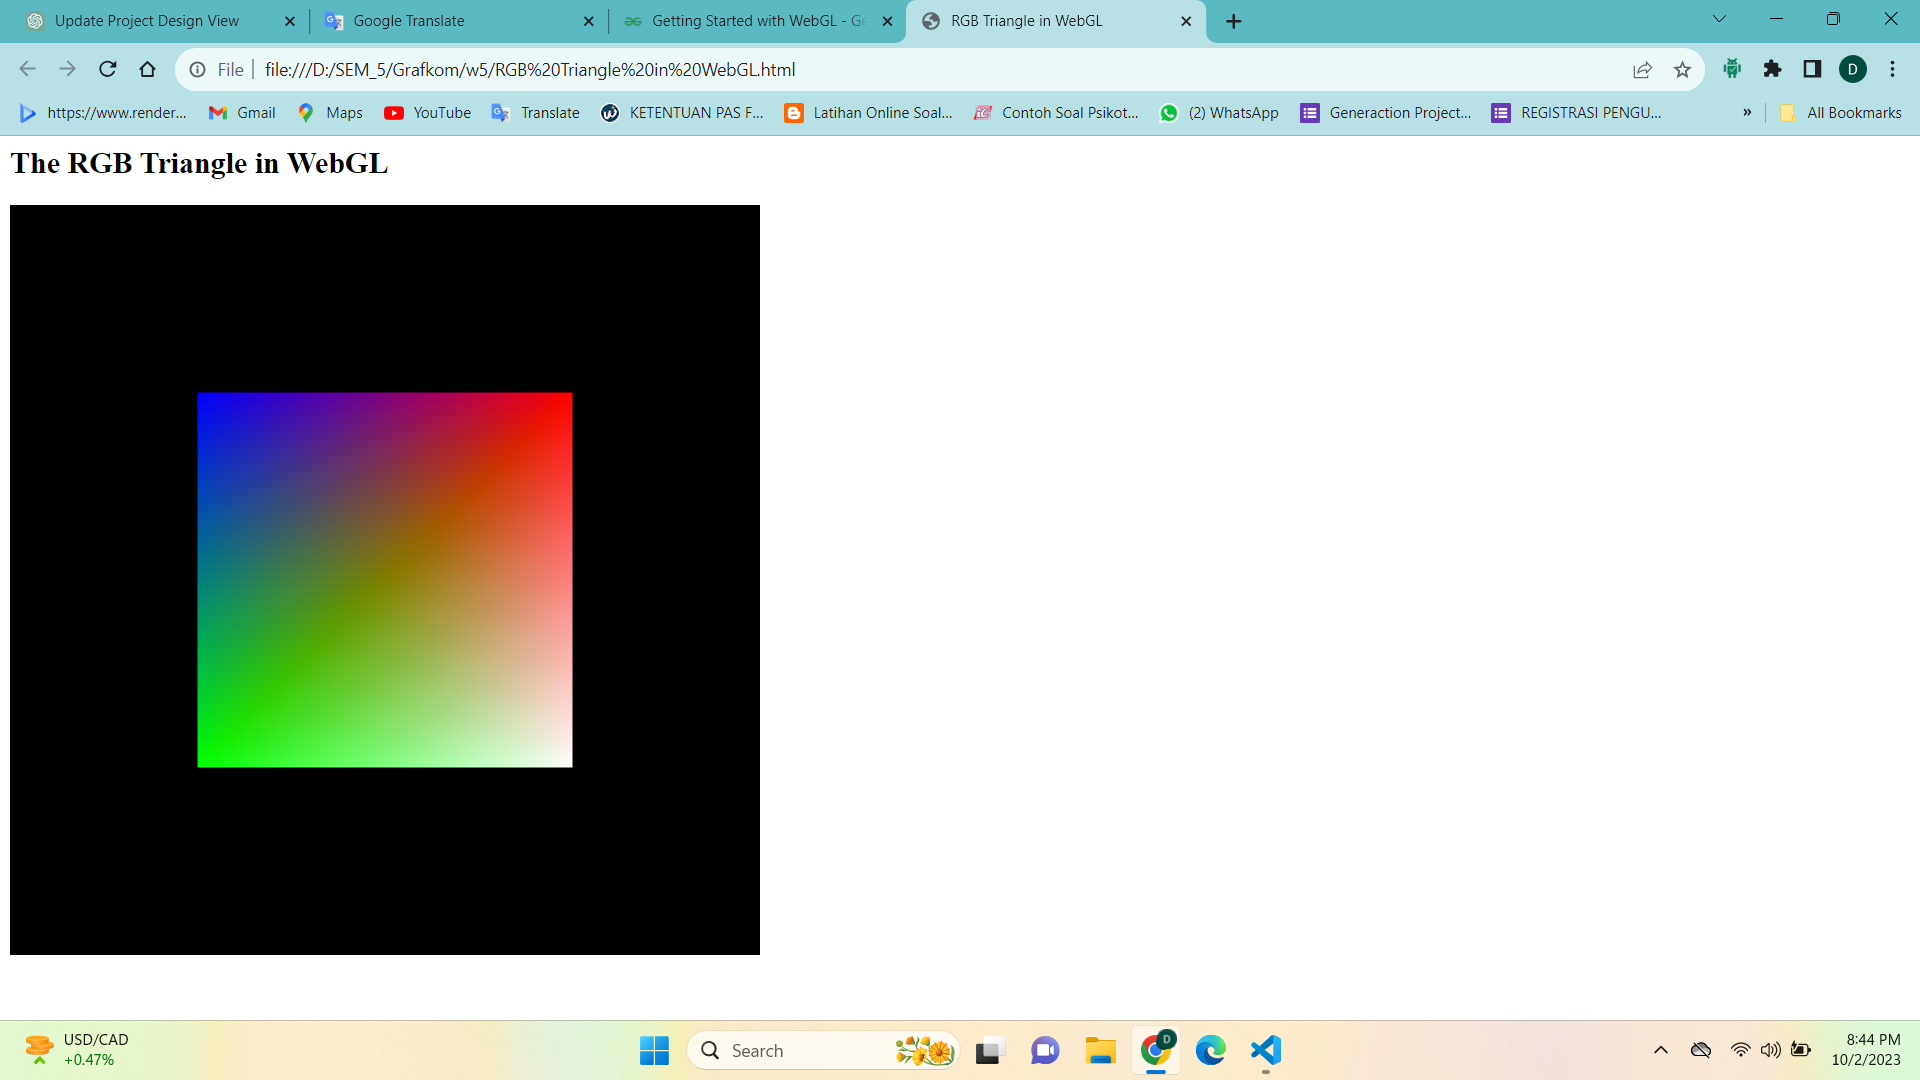 Update Project Design View
Google Translate
Getting Started with WebGL - Ge
RGB Triangle in WebGL
File
file:///D:/SEM_5/Grafkom/w5/RGB%20Triangle%20in%20WebGL.html
D
https://www.render...
Gmail
Maps
YouTube
Translate
KETENTUAN PAS F...
Latihan Online Soal...
Contoh Soal Psikot...
(2) WhatsApp
Generaction Project...
REGISTRASI PENGU...
»
All Bookmarks
The RGB Triangle in WebGL
USD/CAD
+0.47%
Search
D
8:44 PM
10/2/2023